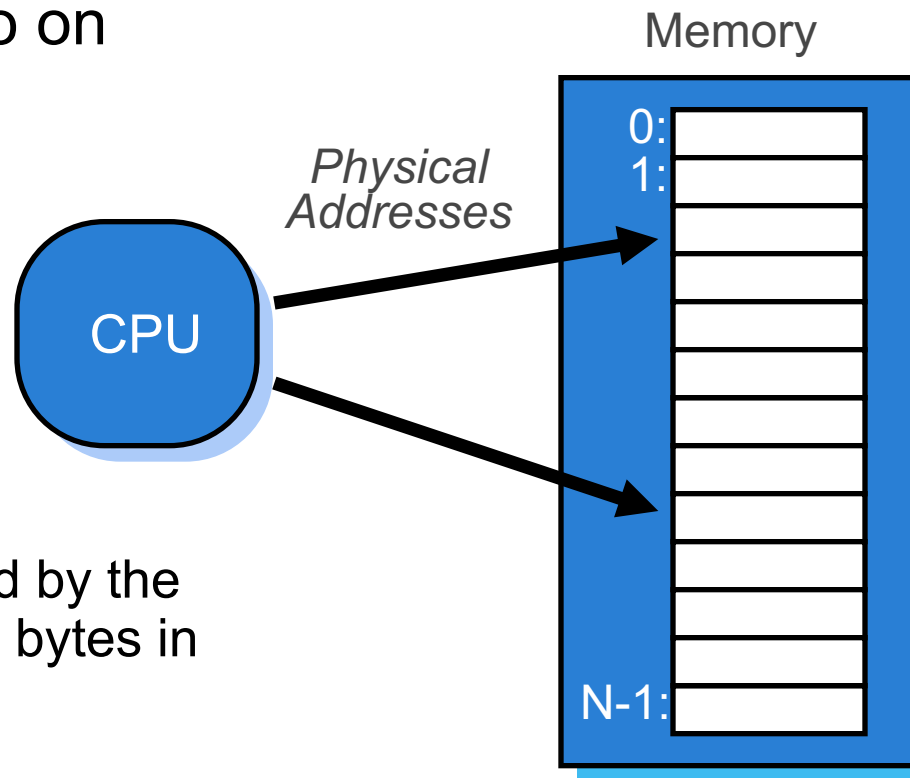 on
Memory
Physical
Addresses
0:
1:
CPU
by the
bytes in
N-1: